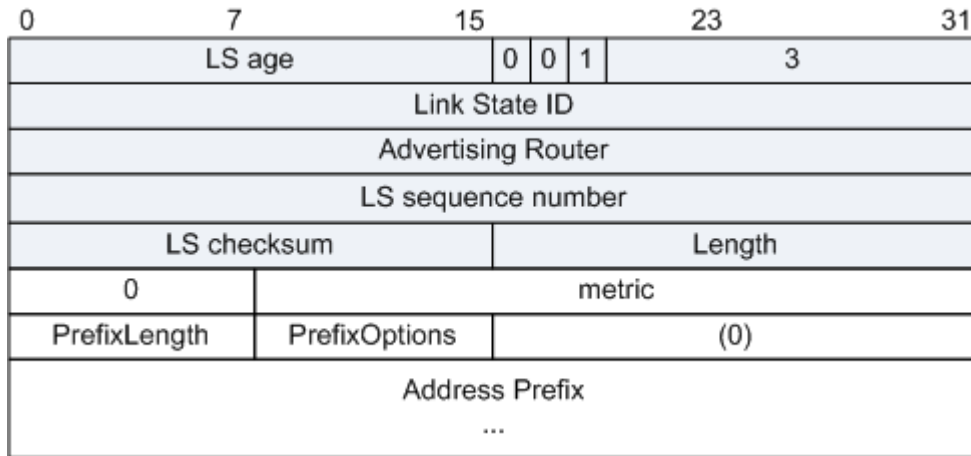 0 7 15 23 31
LS age 0 0 1 3
Link State ID
Advertising Router
LS sequence number
LS checksum Length
0 metric
PrefixLength PrefixOptions (0)
Address Prefix
...